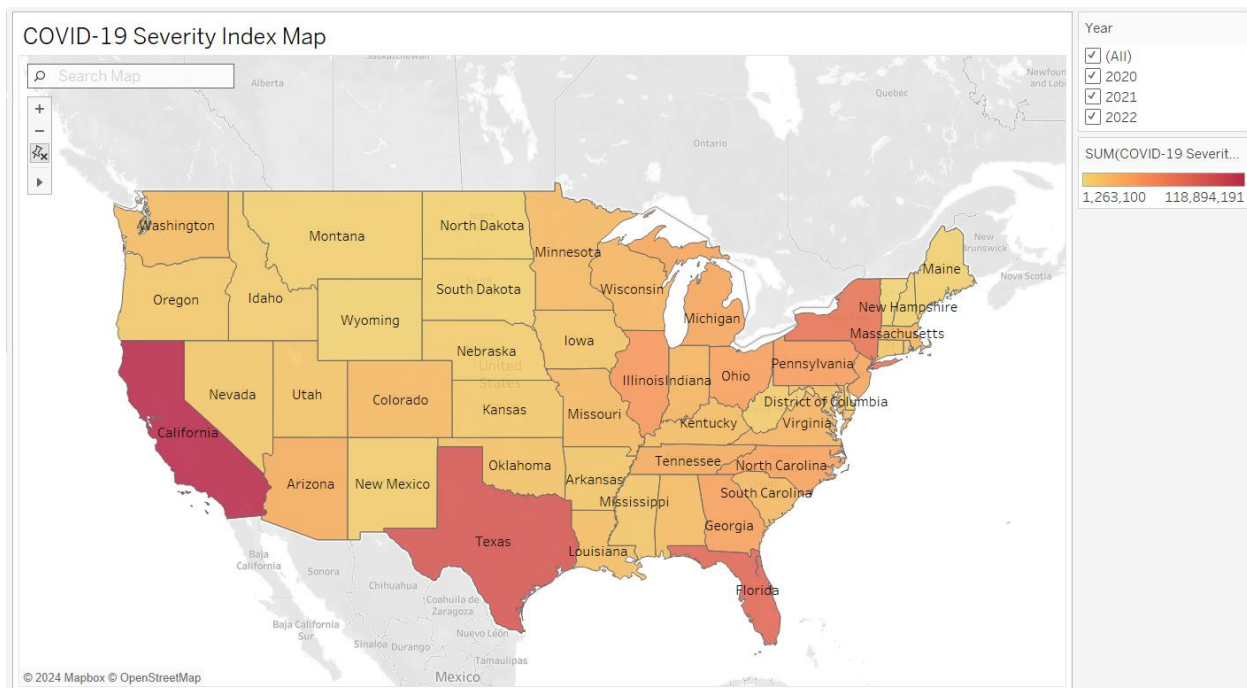 COVID-19 Severity Index Map
Search Map
Year
(All)
2020
2021
2022
SUM(COVID-19 Severit...
1,263,100 118,894,191
Saskatchewan
Alberta
Quebec
Ontario
New Brunswick
Nova Scotia
Washington
Montana
North Dakota
Minnesota
Maine
Oregon
Idaho
South Dakota
Wisconsin
Michigan
New Hampshire
Wyoming
Massachusetts
Iowa
Nebraska
United States
Nevada
Utah
Colorado
Kansas
Missouri
Illinois
Indiana
Ohio
Pennsylvania
District of Columbia
Virginia
Kentucky
California
Arizona
New Mexico
Oklahoma
Arkansas
Tennessee
North Carolina
South Carolina
Mississippi
Georgia
Texas
Louisiana
Florida
Baja
California
Sonora
Chihuahua
Coahuila de
Zaragoza
Baja California
Sur
Sinaloa
Durango
Nuevo León
Tamaulipas
Mexico
© 2024 Mapbox © OpenStreetMap